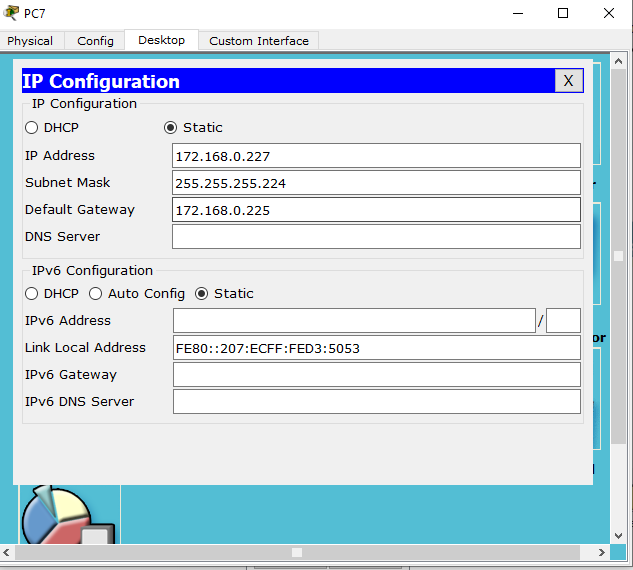 PC7
Physical Config Desktop Custom Interface
IP Configuration X
IP Configuration
DHCP Static
IP Address 172.168.0.227
Subnet Mask 255.255.255.224
Default Gateway 172.168.0.225
DNS Server
IPv6 Configuration
DHCP Auto Config Static
IPv6 Address /
Link Local Address FE80::207:ECFF:FED3:5053
IPv6 Gateway
IPv6 DNS Server
or